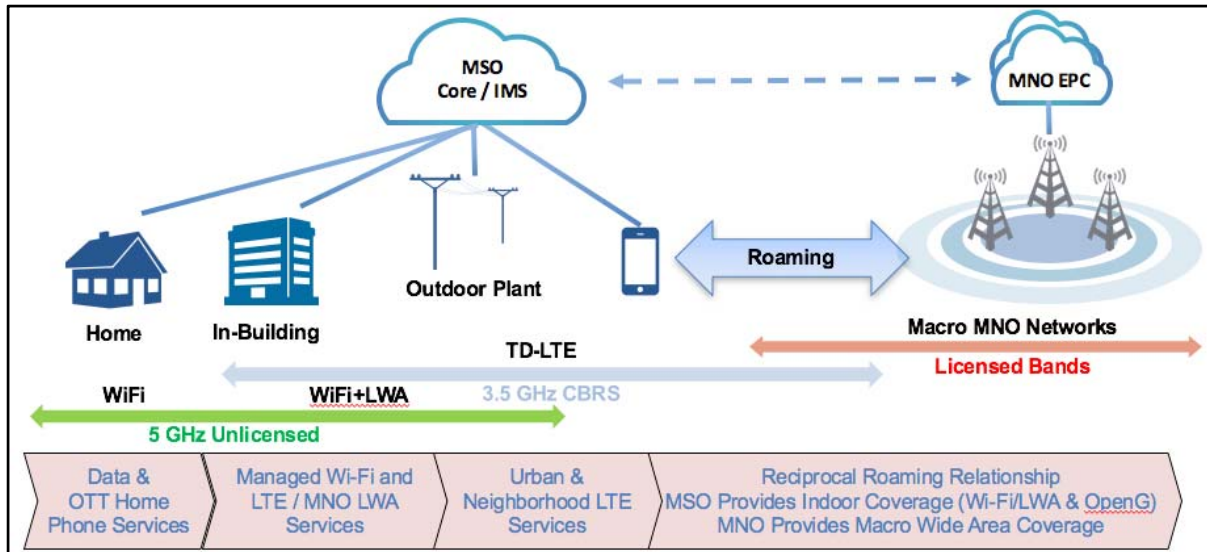 MSO
Core / IMS
MNO EPC
Roaming
Outdoor Plant
Home
In-Building
Macro MNO Networks
TD-LTE
Licensed Bands
WiFi
WiFi+LWA
3.5 GHz CBRS
5 GHz Unlicensed
Data &
OTT Home
Phone Services
Managed Wi-Fi and
LTE / MNO LWA
Services
Urban &
Neighborhood LTE
Services
Reciprocal Roaming Relationship
MSO Provides Indoor Coverage (Wi-Fi/LWA & OpenG)
MNO Provides Macro Wide Area Coverage